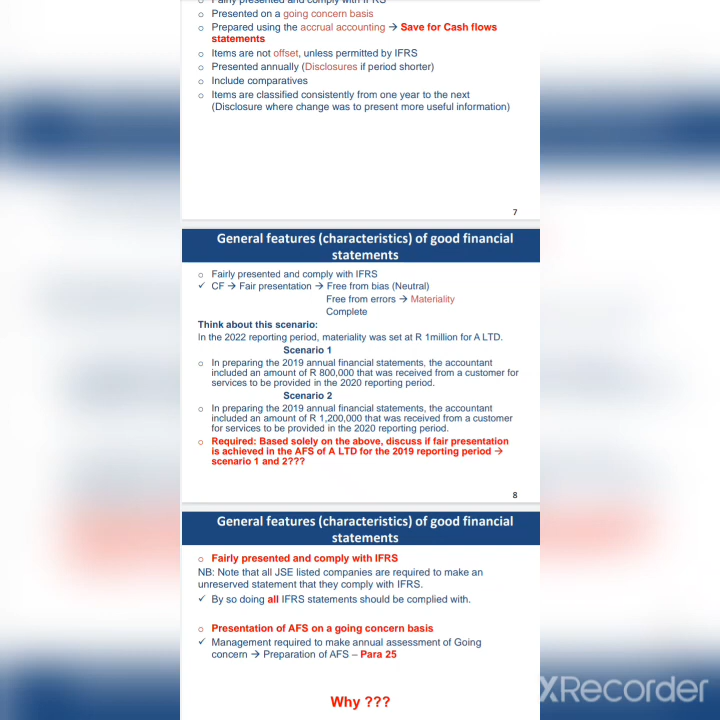 Fairly presented and comply with IFRS
o Presented on a going concern basis
o Prepared using the accrual accounting → Save for Cash flows
statements
o Items are not offset, unless permitted by IFRS
o Presented annually (Disclosures if period shorter)
o Include comparatives
o Items are classified consistently from one year to the next
(Disclosure where change was to present more useful information)
7
General features (characteristics) of good financial
statements
o Fairly presented and comply with IFRS
✓ CF → Fair presentation → Free from bias (Neutral)
Free from errors → Materiality
Complete
Think about this scenario:
In the 2022 reporting period, materiality was set at R 1million for A LTD.
Scenario 1
o In preparing the 2019 annual financial statements, the accountant
included an amount of R 800,000 that was received from a customer for
services to be provided in the 2020 reporting period.
Scenario 2
o In preparing the 2019 annual financial statements, the accountant
included an amount of R 1,200,000 that was received from a customer
for services to be provided in the 2020 reporting period.
o Required: Based solely on the above, discuss if fair presentation
is achieved in the AFS of A LTD for the 2019 reporting period →
scenario 1 and 2???
8
General features (characteristics) of good financial
statements
o Fairly presented and comply with IFRS
NB: Note that all JSE listed companies are required to make an
unreserved statement that they comply with IFRS.
✓ By so doing all IFRS statements should be complied with.
o Presentation of AFS on a going concern basis
✓ Management required to make annual assessment of Going
concern → Preparation of AFS – Para 25
Why ???
XRecorder